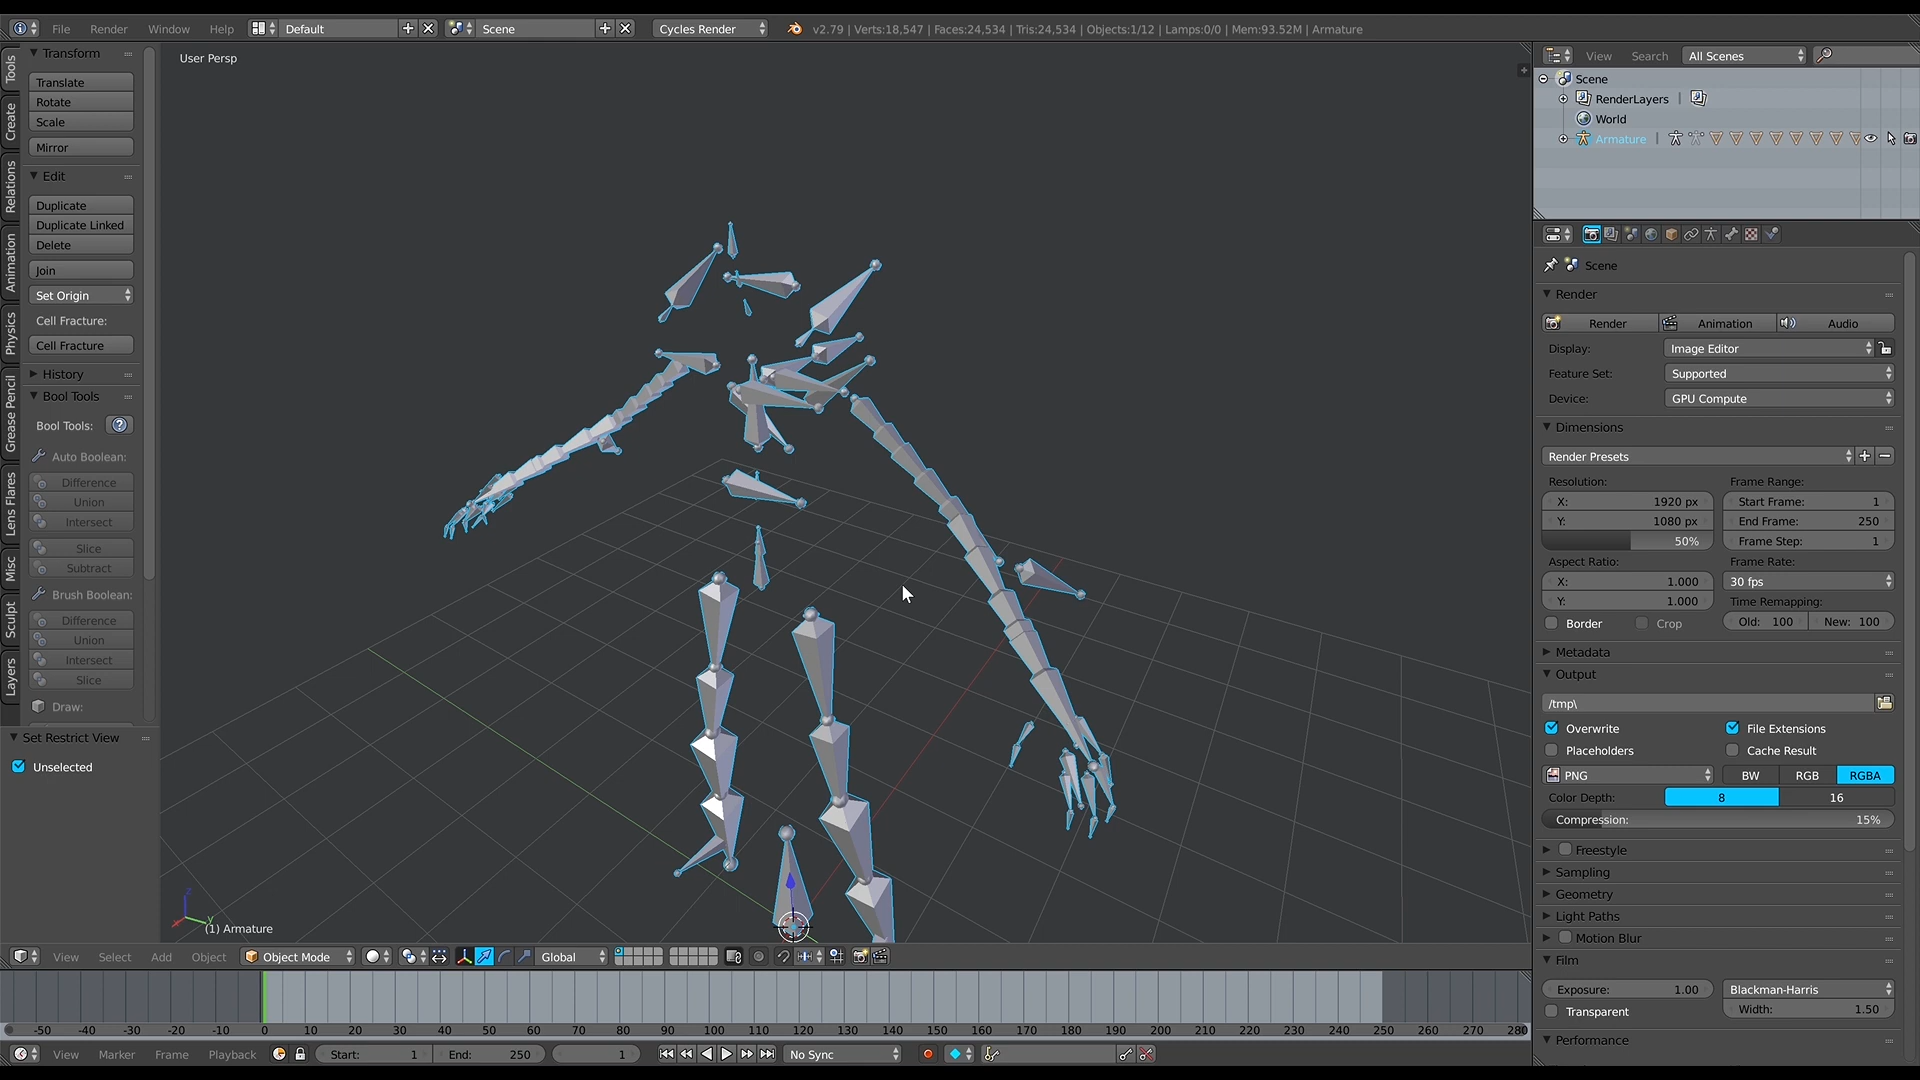 File Render Window Help Default Scene Cycles Render v2.79 | Verts:18,547 | Faces:24,534 | Tris:24,534 | Objects:1/12 | Lamps:0/0 | Mem:93.52M | Armature
Tools
Create
Relations
Animation
Physics
Grease Pencil
Lens Flares
Misc
Sculpt
Layers
Transform
Translate
Rotate
Scale
Mirror
Edit
Duplicate
Duplicate Linked
Delete
Join
Set Origin
Cell Fracture:
Cell Fracture
History
Bool Tools
Bool Tools:
Auto Boolean:
Difference
Union
Intersect
Slice
Subtract
Brush Boolean:
Difference
Union
Intersect
Slice
Draw:
Set Restrict View
Unselected
User Persp
z
x
y
(1) Armature
View Select Add Object Object Mode Global
-50 -40 -30 -20 -10 0 10 20 30 40 50 60 70 80 90 100 110 120 130 140 150 160 170 180 190 200 210 220 230 240 250 260 270 280
View Marker Frame Playback Start: 1 End: 250 1 No Sync
View Search All Scenes
Scene
RenderLayers |
World
Armature |
Scene
Render
Render Animation Audio
Display: Image Editor
Feature Set: Supported
Device: GPU Compute
Dimensions
Render Presets
Resolution: Frame Range:
X: 1920 px Start Frame: 1
Y: 1080 px End Frame: 250
50% Frame Step: 1
Aspect Ratio: Frame Rate:
X: 1.000 30 fps
Y: 1.000 Time Remapping:
Border Crop Old: 100 New: 100
Metadata
Output
/tmp\
Overwrite File Extensions
Placeholders Cache Result
PNG BW RGB RGBA
Color Depth: 8 16
Compression: 15%
Freestyle
Sampling
Geometry
Light Paths
Motion Blur
Film
Exposure: 1.00 Blackman-Harris
Transparent Width: 1.50
Performance